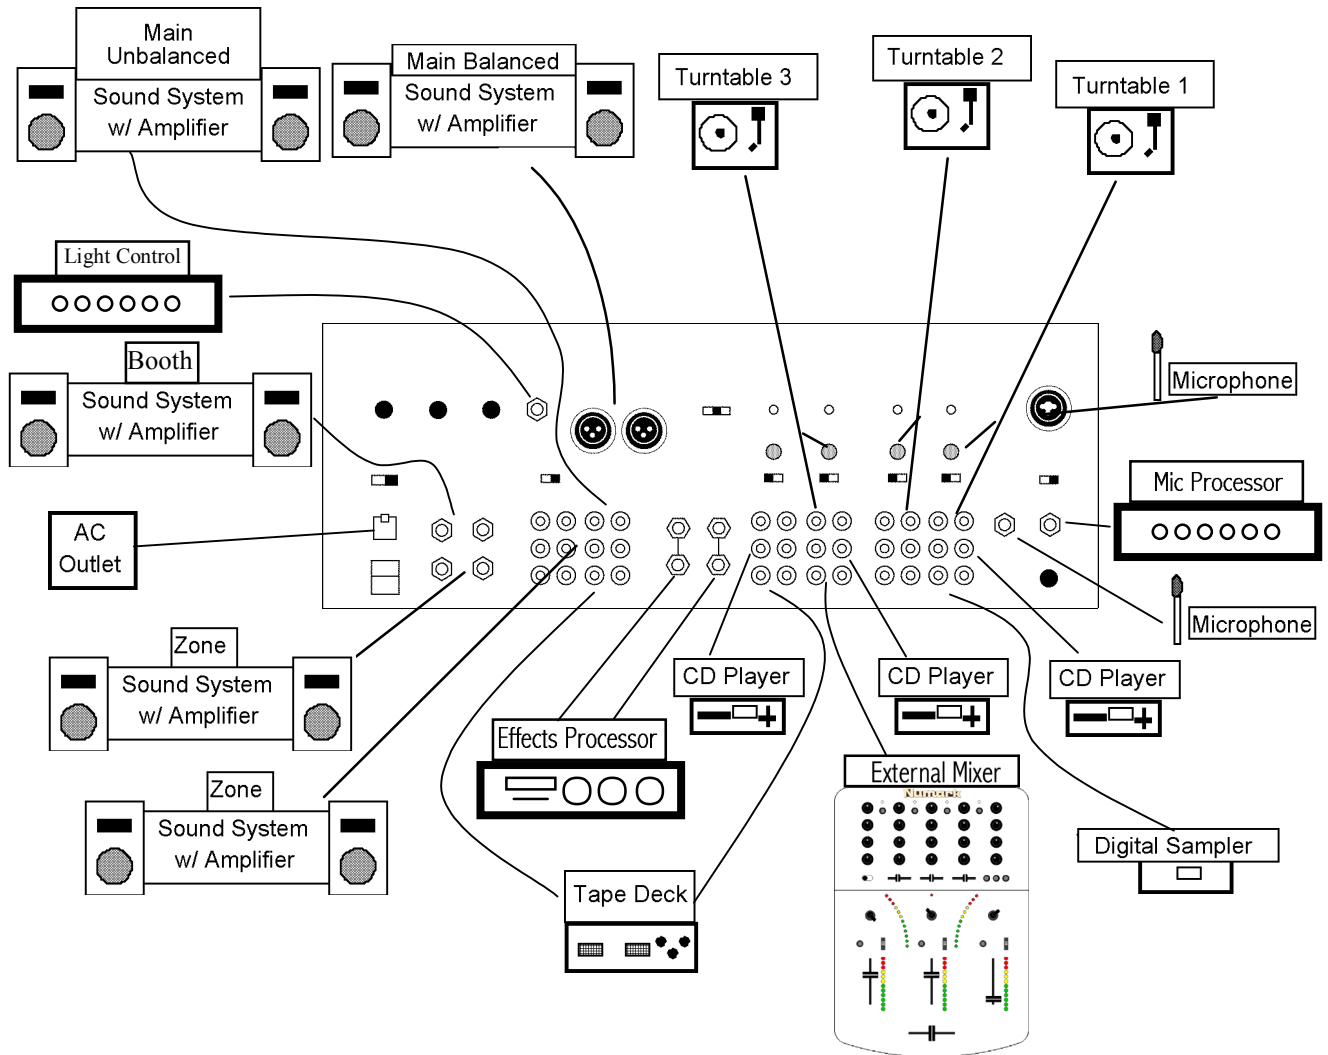 Main
Unbalanced
Sound System
w/ Amplifier
Main Balanced
Sound System
w/ Amplifier
Turntable 3
Turntable 2
Turntable 1
Light Control
Booth
Sound System
w/ Amplifier
Microphone
Mic Processor
AC
Outlet
Microphone
Zone
Sound System
w/ Amplifier
CD Player
CD Player
CD Player
Effects Processor
External Mixer
Numark
Zone
Sound System
w/ Amplifier
Digital Sampler
Tape Deck